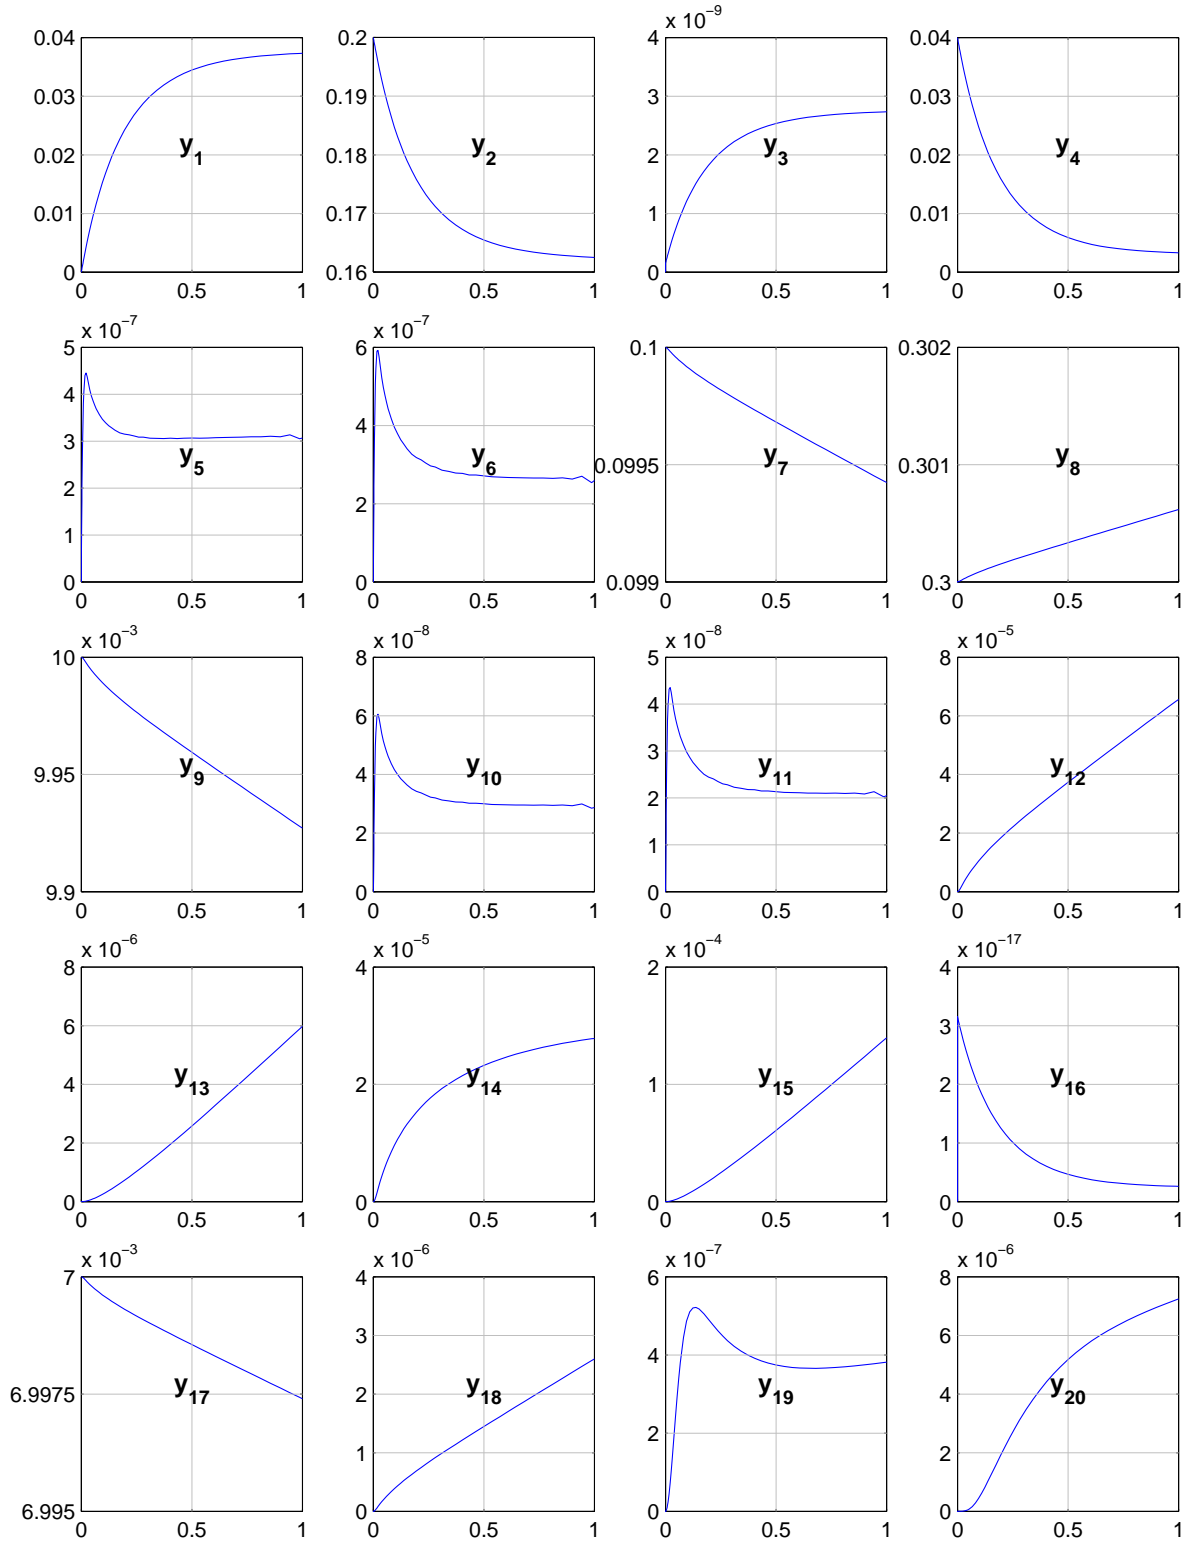 x 10⁻⁹
0.04 0.2 4 0.04
0.03 0.19 3 0.03
y₁ y₂ y₃ y₄
0.02 0.18 2 0.02
0.01 0.17 1 0.01
0 0.16 0 0
0 0.5 1 0 0.5 1 0 0.5 1 0 0.5 1
x 10⁻⁷ x 10⁻⁷
5 6 0.1 0.302
4
4
3 0.0995 0.301
y₅ y₆ y₇ y₈
2 2
1
0 0 0.099 0.3
0 0.5 1 0 0.5 1 0 0.5 1 0 0.5 1
x 10⁻³ x 10⁻⁸ x 10⁻⁸ x 10⁻⁵
10 8 5 8
4
6 6
3
9.95 4 4
y₉ y₁₀ y₁₁ y₁₂
2
2 2
1
9.9 0 0 0
0 0.5 1 0 0.5 1 0 0.5 1 0 0.5 1
x 10⁻⁶ x 10⁻⁵ x 10⁻⁴ x 10⁻¹⁷
8 4 2 4
6 3
4 2 1 2
y₁₃ y₁₄ y₁₅ y₁₆
2 1
0 0 0 0
0 0.5 1 0 0.5 1 0 0.5 1 0 0.5 1
x 10⁻³ x 10⁻⁶ x 10⁻⁷ x 10⁻⁶
7 4 6 8
3 6
4
6.9975 2 4
y₁₇ y₁₈ y₁₉ y₂₀
2
1 2
6.995 0 0 0
0 0.5 1 0 0.5 1 0 0.5 1 0 0.5 1